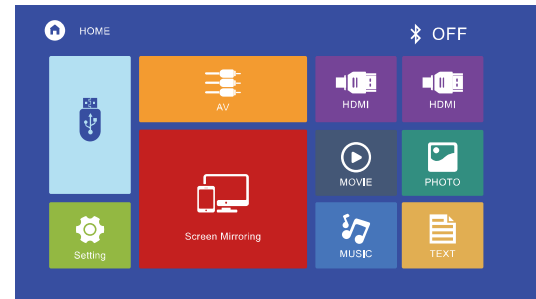 HOME
OFF
AV
HDMI
HDMI
MOVIE
PHOTO
Screen Mirroring
Setting
MUSIC
TEXT